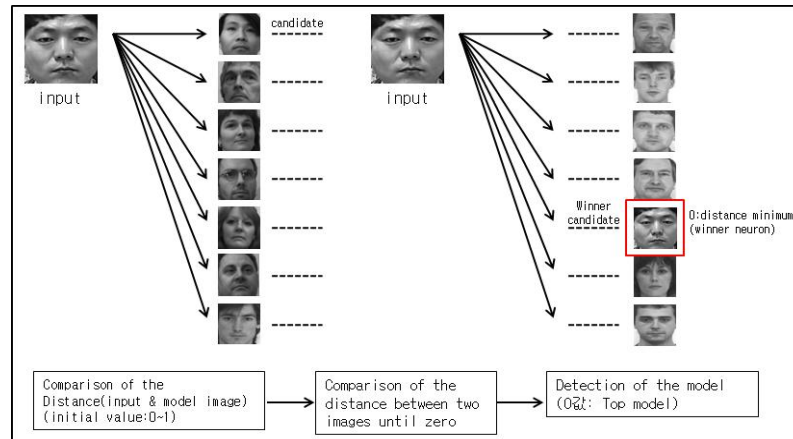 candidate
input
input
Winner
candidate
0:distance minimum
(winner neuron)
Comparison of the
Distance(input & model image)
(initial value:0~1)
Comparison of the
distance between two
images until zero
Detection of the model
(0값: Top model)